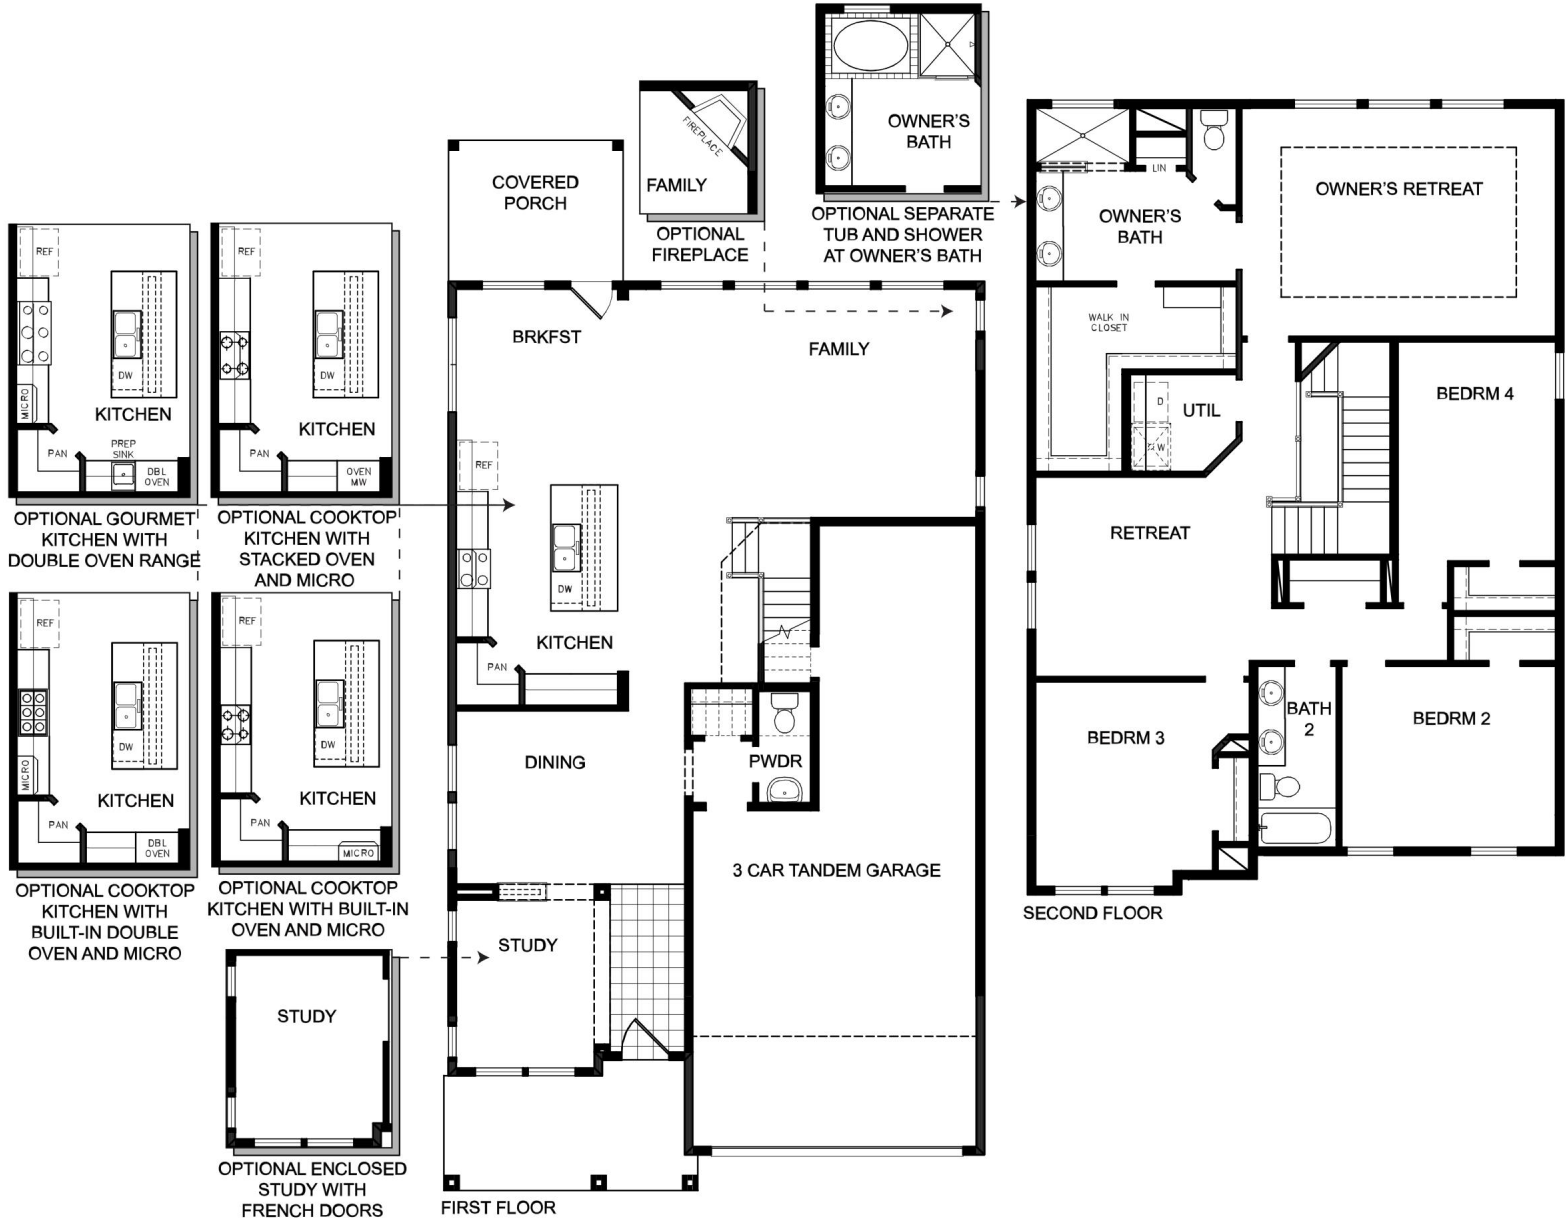 OWNER'S
BATH
OPTIONAL SEPARATE
TUB AND SHOWER
AT OWNER'S BATH
FIREPLACE
FAMILY
OPTIONAL
FIREPLACE
REF
DW
MICRO
KITCHEN
PAN
PREP
SINK
DBL
OVEN
OPTIONAL GOURMET
KITCHEN WITH
DOUBLE OVEN RANGE
REF
DW
KITCHEN
PAN
OVEN
MW
OPTIONAL COOKTOP
KITCHEN WITH
STACKED OVEN
AND MICRO
REF
DW
MICRO
KITCHEN
PAN
DBL
OVEN
OPTIONAL COOKTOP
KITCHEN WITH
BUILT-IN DOUBLE
OVEN AND MICRO
REF
DW
KITCHEN
PAN
MICRO
OPTIONAL COOKTOP
KITCHEN WITH BUILT-IN
OVEN AND MICRO
STUDY
OPTIONAL ENCLOSED
STUDY WITH
FRENCH DOORS
COVERED
PORCH
BRKFST
FAMILY
REF
DW
KITCHEN
PAN
DINING
PWDR
3 CAR TANDEM GARAGE
STUDY
FIRST FLOOR
LIN
OWNER'S
BATH
OWNER'S RETREAT
WALK IN
CLOSET
D
UTIL
W
BEDRM 4
RETREAT
BEDRM 3
BATH
2
BEDRM 2
SECOND FLOOR